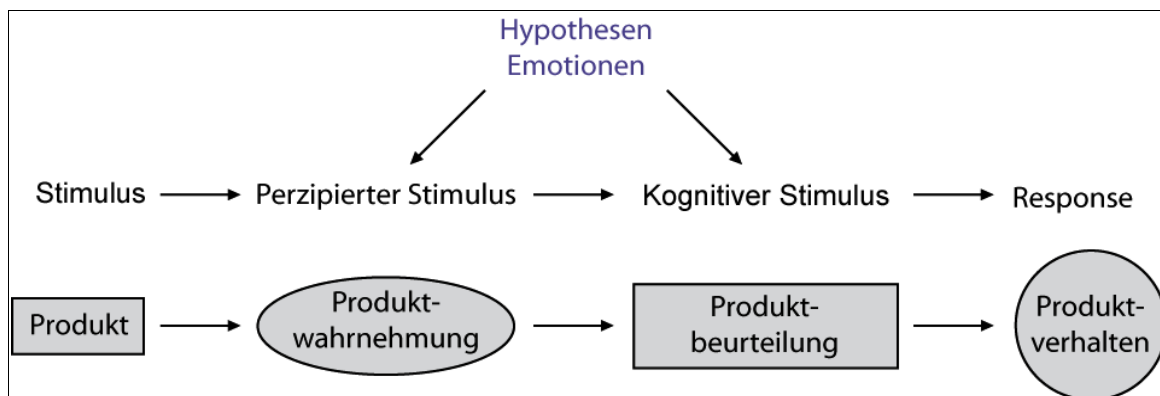 Hypothesen
Emotionen
Stimulus
Perzipierter Stimulus
Kognitiver Stimulus
Response
Produkt
Produkt-
wahrnehmung
Produkt-
beurteilung
Produkt-
verhalten